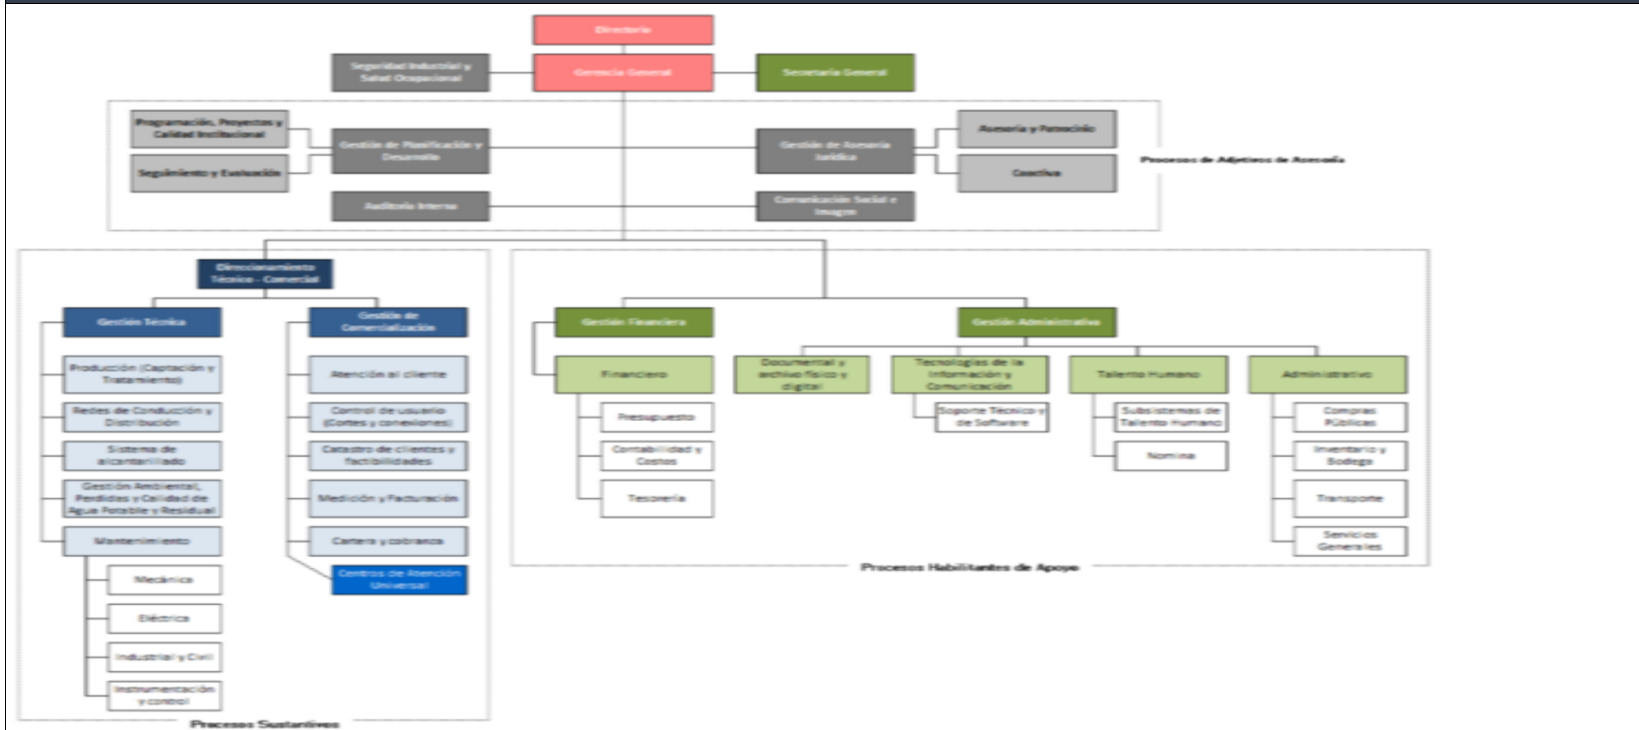 Directorio
Seguridad Industrial y
Salud Ocupacional
Gerencia General
Secretaría General
Programación, Proyectos y
Calidad Institucional
Seguimiento y Evaluación
Gestión de Planificación y
Desarrollo
Gestión de Asesoría
Jurídica
Asesoría y Patrocinio
Coactiva
Procesos de Adjetivos de Asesoría
Auditoría Interna
Comunicación Social e
Imagen
Direccionamiento
Técnico - Comercial
Gestión Técnica
Gestión de
Comercialización
Producción (Captación y
Tratamiento)
Redes de Conducción y
Distribución
Sistema de
alcantarillado
Gestión Ambiental,
Perdidas y Calidad de
Agua Potable y Residual
Mantenimiento
Mecánica
Eléctrica
Industrial y Civil
Instrumentación
y control
Atención al cliente
Control de usuario
(Cortes y conexiones)
Catastro de clientes y
factibilidades
Medición y Facturación
Cartera y cobranza
Centros de Atención
Universal
Procesos Sustantivos
Gestión Financiera
Gestión Administrativa
Financiero
Presupuesto
Contabilidad y
Costos
Tesorería
Documental y
archivo físico y
digital
Tecnologías de la
Información y
Comunicación
Soporte Técnico y
de Software
Talento Humano
Subsistemas de
Talento Humano
Nomina
Administrativo
Compras
Públicas
Inventario y
Bodega
Transporte
Servicios
Generales
Procesos Habilitantes de Apoyo